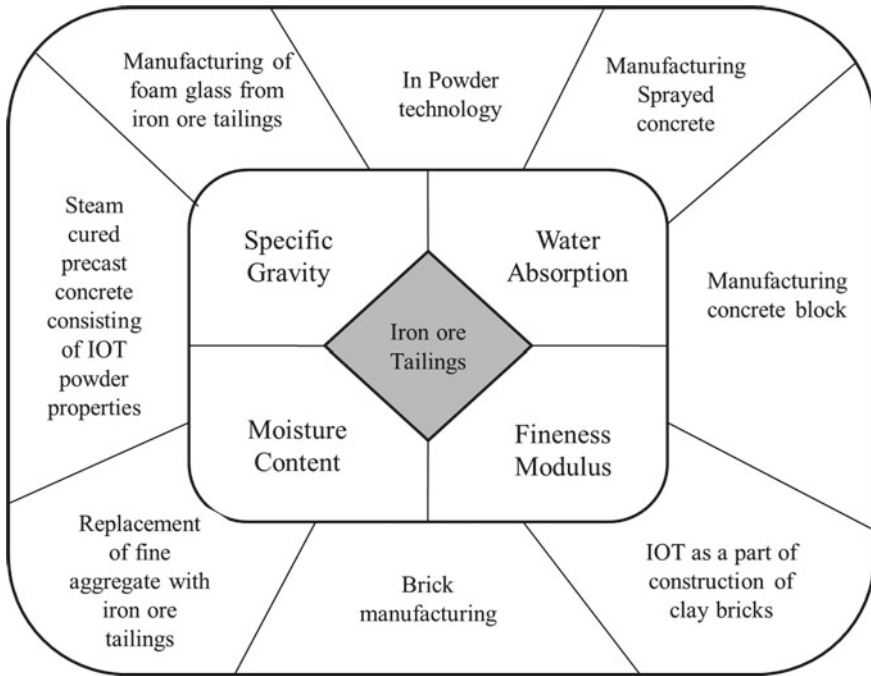 Manufacturing of
foam glass from
iron ore tailings
In Powder
technology
Manufacturing
Sprayed
concrete
Steam
cured
precast
concrete
consisting
of IOT
powder
properties
Specific
Gravity
Water
Absorption
Manufacturing
concrete block
Iron ore
Tailings
Moisture
Content
Fineness
Modulus
Replacement
of fine
aggregate with
iron ore
tailings
Brick
manufacturing
IOT as a part of
construction of
clay bricks